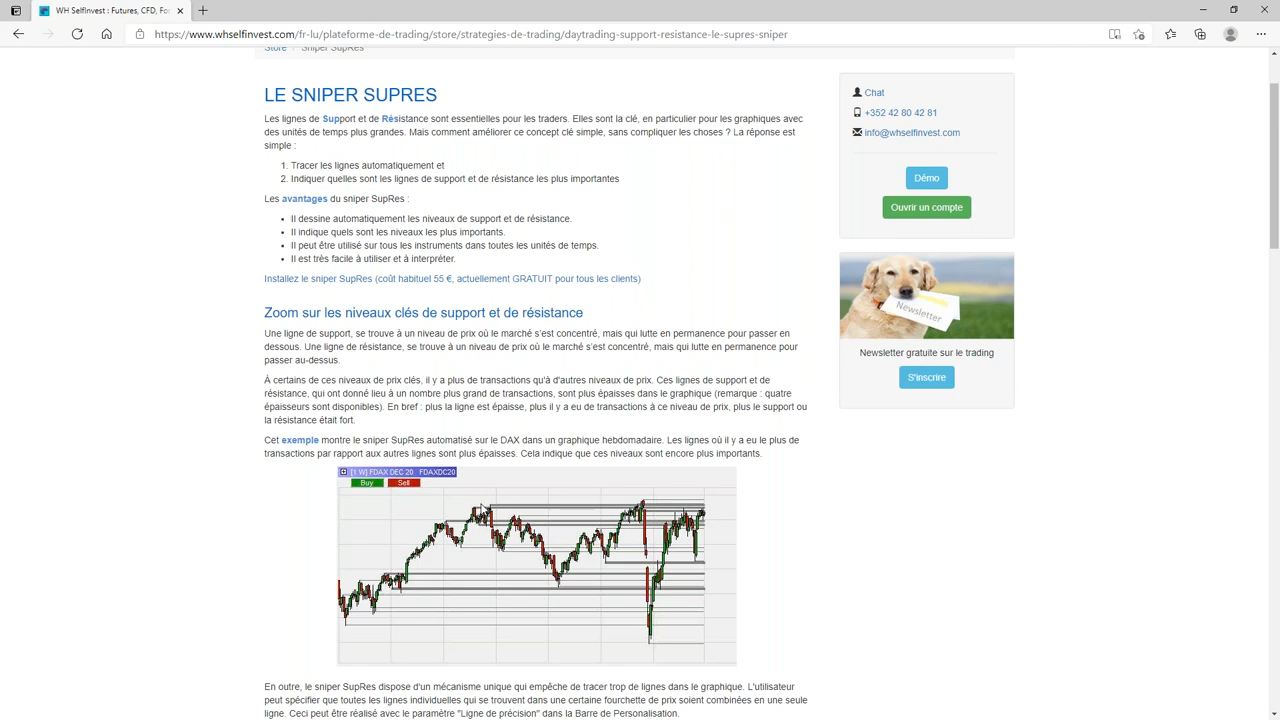 WH SelfInvest : Futures, CFD, For
https://www.whselfinvest.com/fr-lu/plateforme-de-trading/store/strategies-de-trading/daytrading-support-resistance-le-supres-sniper
Store / Sniper SupRes
LE SNIPER SUPRES
Les lignes de Support et de Résistance sont essentielles pour les traders. Elles sont la clé, en particulier pour les graphiques avec
des unités de temps plus grandes. Mais comment améliorer ce concept clé simple, sans compliquer les choses ? La réponse est
simple :
1. Tracer les lignes automatiquement et
2. Indiquer quelles sont les lignes de support et de résistance les plus importantes
Les avantages du sniper SupRes :
• Il dessine automatiquement les niveaux de support et de résistance.
• Il indique quels sont les niveaux les plus importants.
• Il peut être utilisé sur tous les instruments dans toutes les unités de temps.
• Il est très facile à utiliser et à interpréter.
Installez le sniper SupRes (coût habituel 55 €, actuellement GRATUIT pour tous les clients)
Zoom sur les niveaux clés de support et de résistance
Une ligne de support, se trouve à un niveau de prix où le marché s'est concentré, mais qui lutte en permanence pour passer en
dessous. Une ligne de résistance, se trouve à un niveau de prix où le marché s'est concentré, mais qui lutte en permanence pour
passer au-dessus.
À certains de ces niveaux de prix clés, il y a plus de transactions qu'à d'autres niveaux de prix. Ces lignes de support et de
résistance, qui ont donné lieu à un nombre plus grand de transactions, sont plus épaisses dans le graphique (remarque : quatre
épaisseurs sont disponibles). En bref : plus la ligne est épaisse, plus il y a eu de transactions à ce niveau de prix, plus le support ou
la résistance était fort.
Cet exemple montre le sniper SupRes automatisé sur le DAX dans un graphique hebdomadaire. Les lignes où il y a eu le plus de
transactions par rapport aux autres lignes sont plus épaisses. Cela indique que ces niveaux sont encore plus importants.
[1 W] FDAX DEC 20 FDAXDC20
Buy Sell
En outre, le sniper SupRes dispose d'un mécanisme unique qui empêche de tracer trop de lignes dans le graphique. L'utilisateur
peut spécifier que toutes les lignes individuelles qui se trouvent dans une certaine fourchette de prix soient combinées en une seule
ligne. Ceci peut être réalisé avec le paramètre "Ligne de précision" dans la Barre de Personalisation.
Chat
+352 42 80 42 81
info@whselfinvest.com
Démo
Ouvrir un compte
Newsletter
Newsletter gratuite sur le trading
S'inscrire